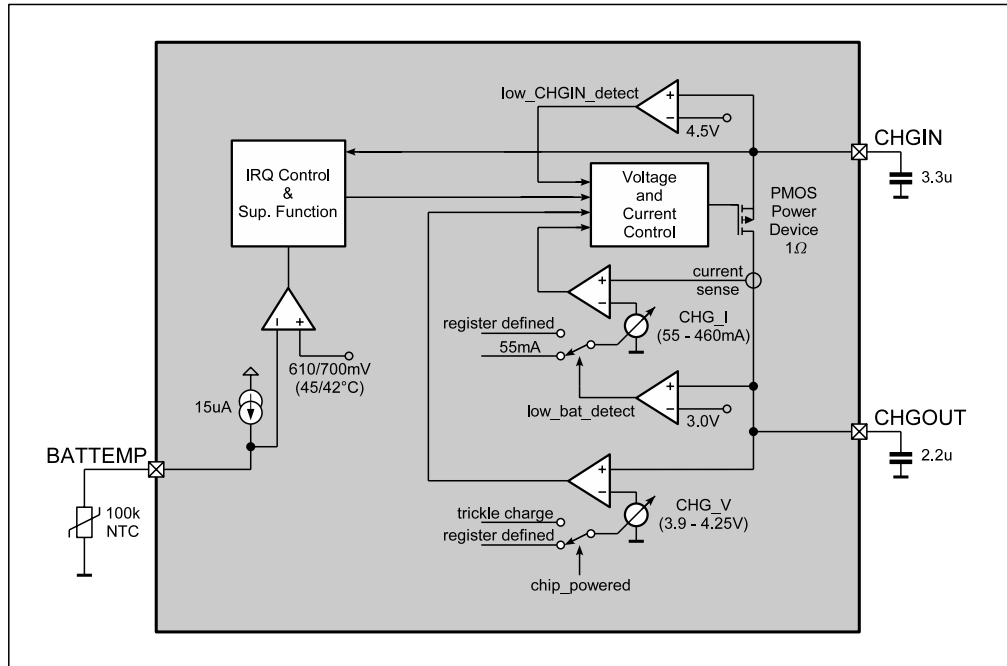 low_CHGIN_detect
+
−
4.5V
CHGIN
3.3u
IRQ Control
&
Sup. Function
Voltage
and
Current
Control
PMOS
Power
Device
1Ω
current
sense
+
−
CHG_I
(55 - 460mA)
register defined
55mA
− +
610/700mV
(45/42°C)
15uA
low_bat_detect
+
−
3.0V
CHGOUT
2.2u
BATTEMP
100k
NTC
+
−
CHG_V
(3.9 - 4.25V)
trickle charge
register defined
chip_powered